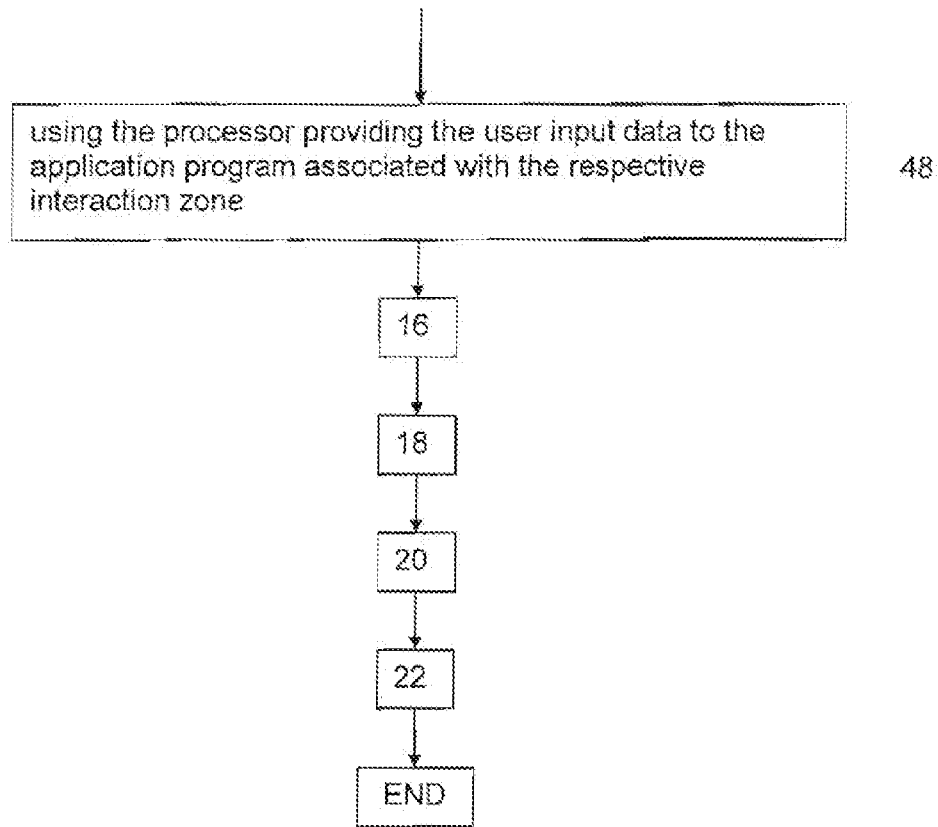 using the processor providing the user input data to the
application program associated with the respective
interaction zone
48
16
18
20
22
END